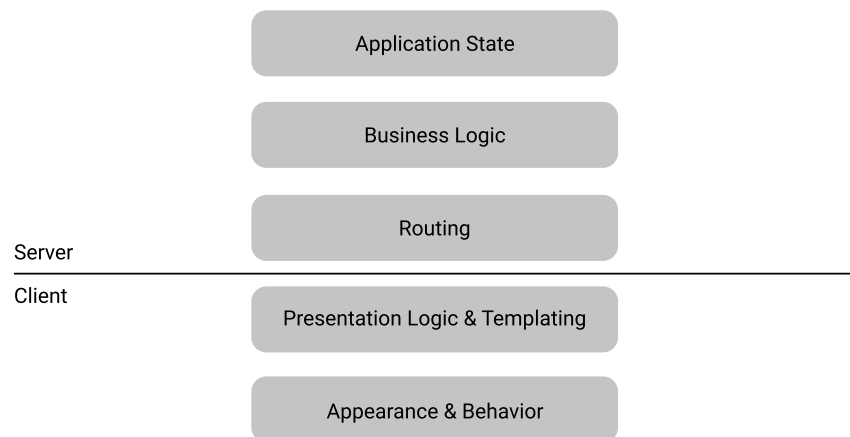 Application State
Business Logic
Routing
Server
Client
Presentation Logic & Templating
Appearance & Behavior